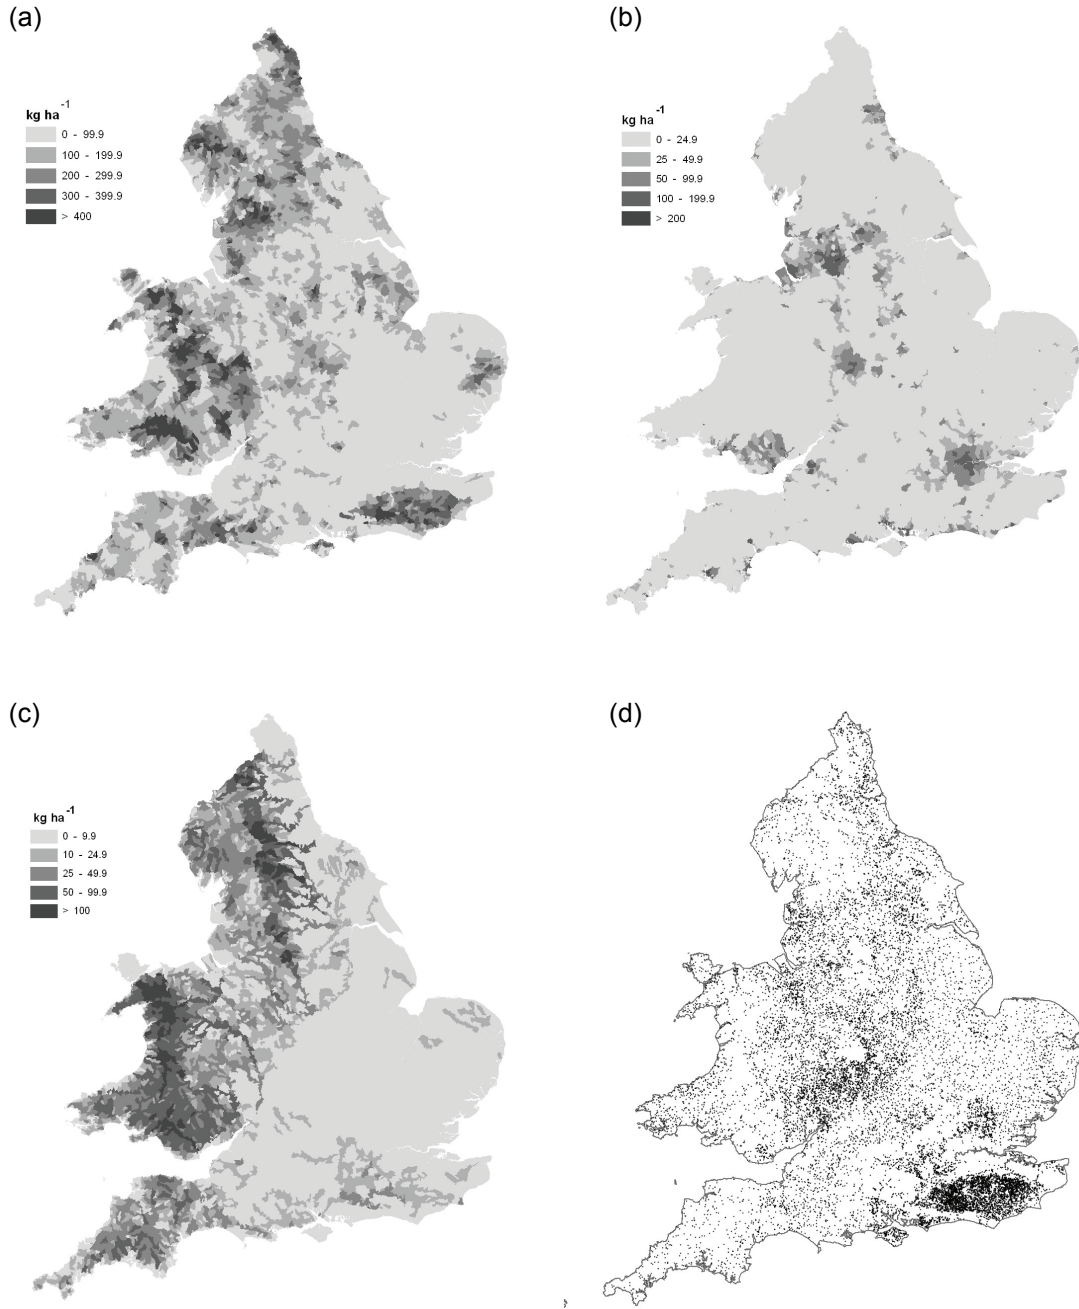 (a)
kg ha-1
0 - 99.9
100 - 199.9
200 - 299.9
300 - 399.9
> 400
(b)
kg ha-1
0 - 24.9
25 - 49.9
50 - 99.9
100 - 199.9
> 200
(c)
kg ha-1
0 - 9.9
10 - 24.9
25 - 49.9
50 - 99.9
> 100
(d)